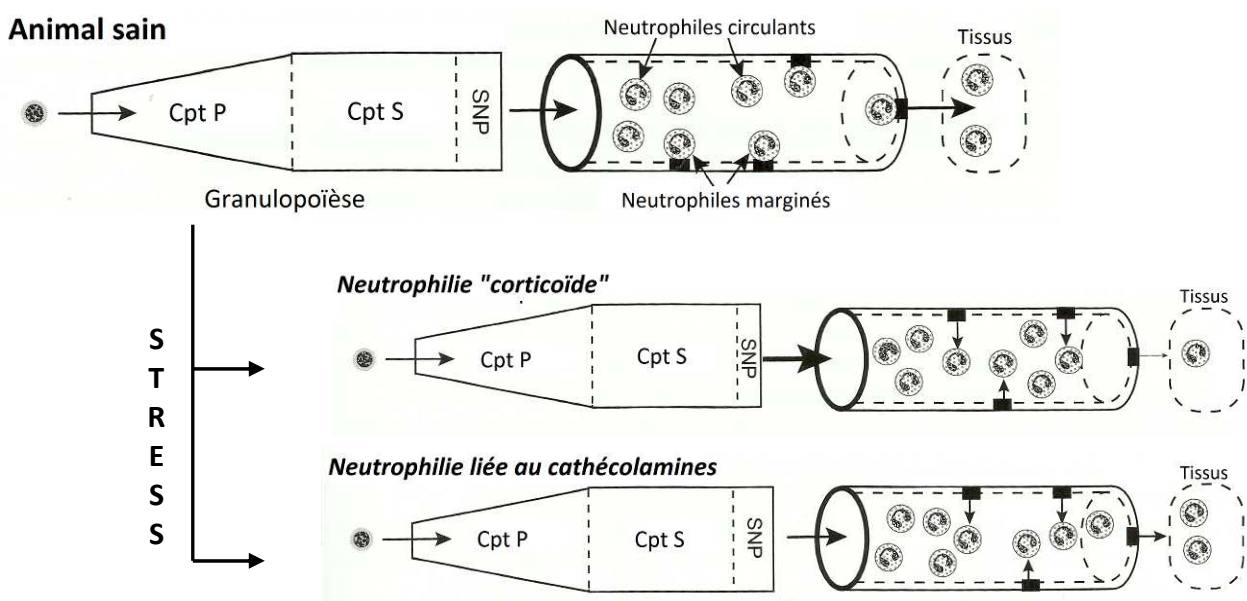 Animal sain
Neutrophiles circulants
Tissus
Cpt P
Cpt S
SNP
Granulopoïèse
Neutrophiles marginés
STRESS
Neutrophilie "corticoïde"
Tissus
Cpt P
Cpt S
SNP
Neutrophilie liée au cathécolamines
Tissus
Cpt P
Cpt S
SNP